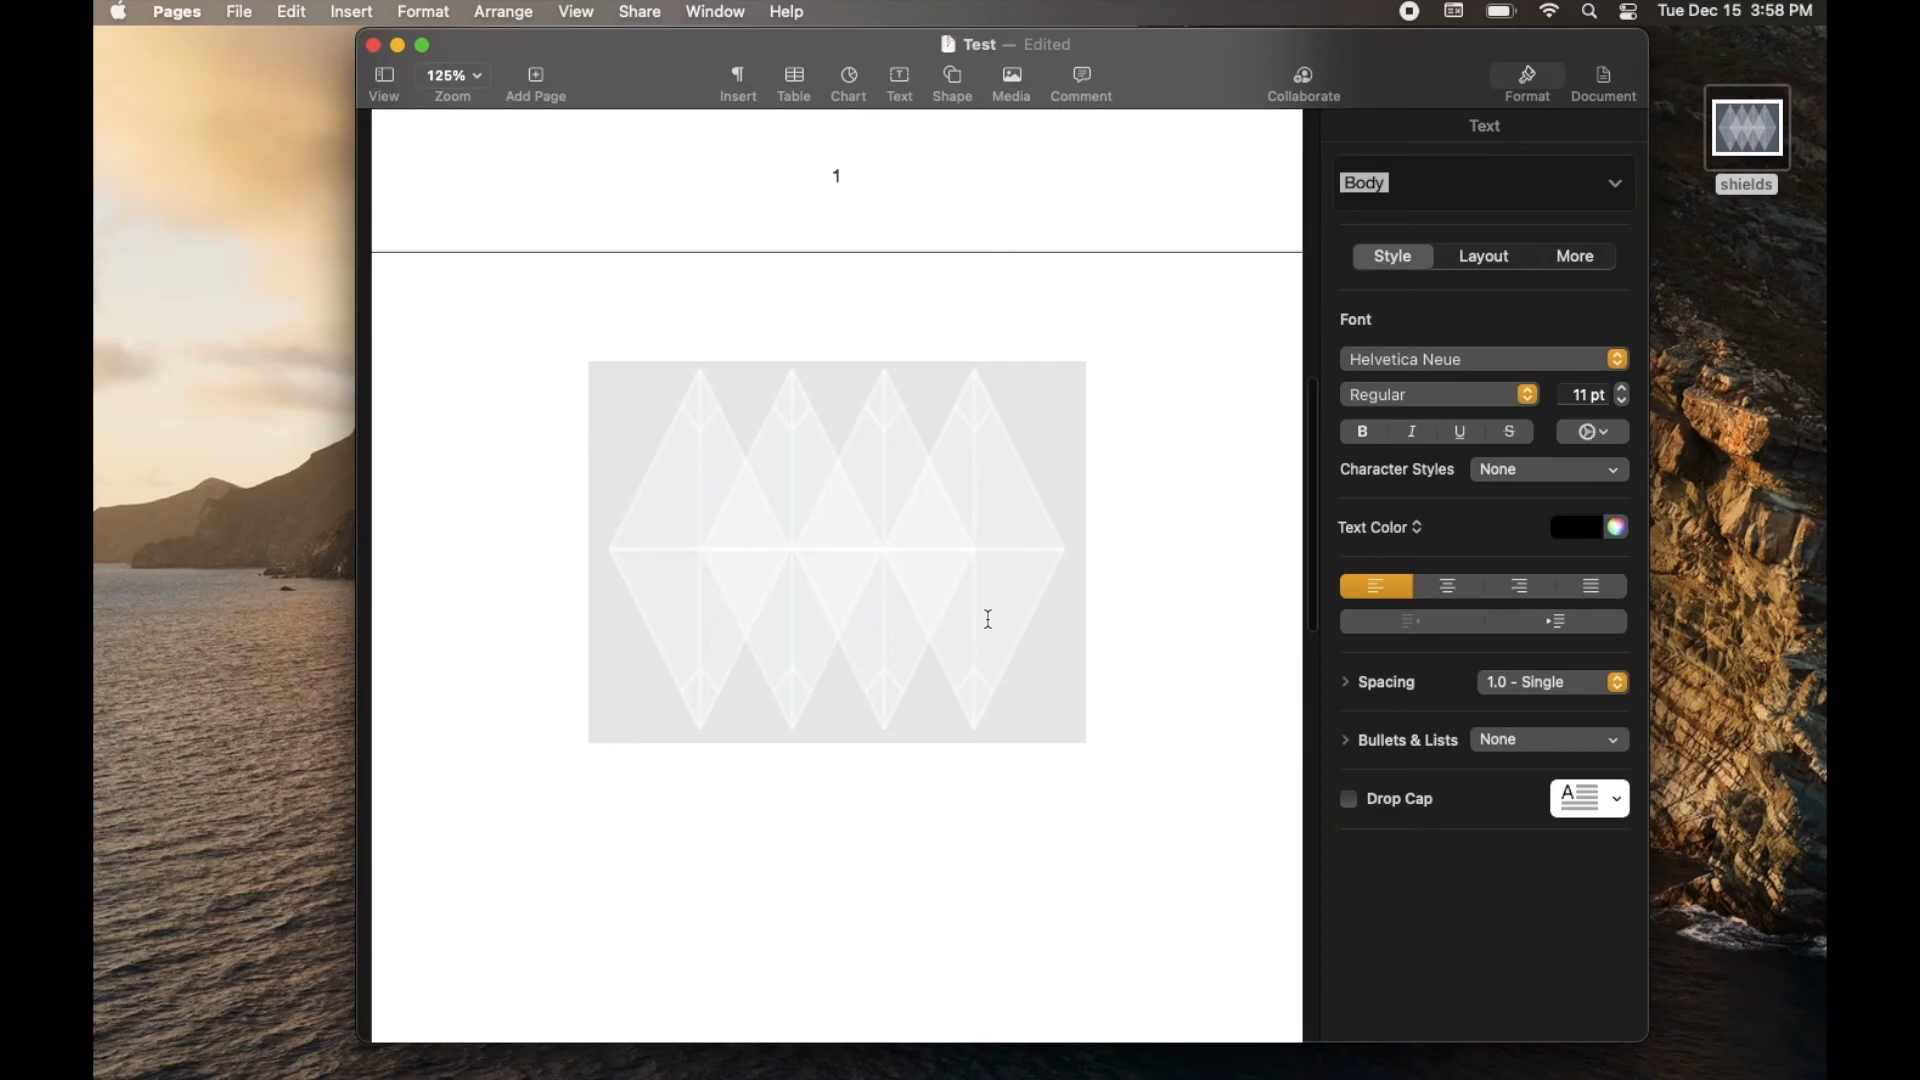 Pages File Edit Insert Format Arrange View Share Window Help Tue Dec 15 3:58 PM
Test — Edited
View 125% Zoom Add Page Insert Table Chart Text Shape Media Comment Collaborate Format Document
Text
1
Body
shields
Style Layout More
Font
Helvetica Neue
Regular 11 pt
B I U S
Character Styles None
Text Color
Spacing 1.0 - Single
Bullets & Lists None
Drop Cap A